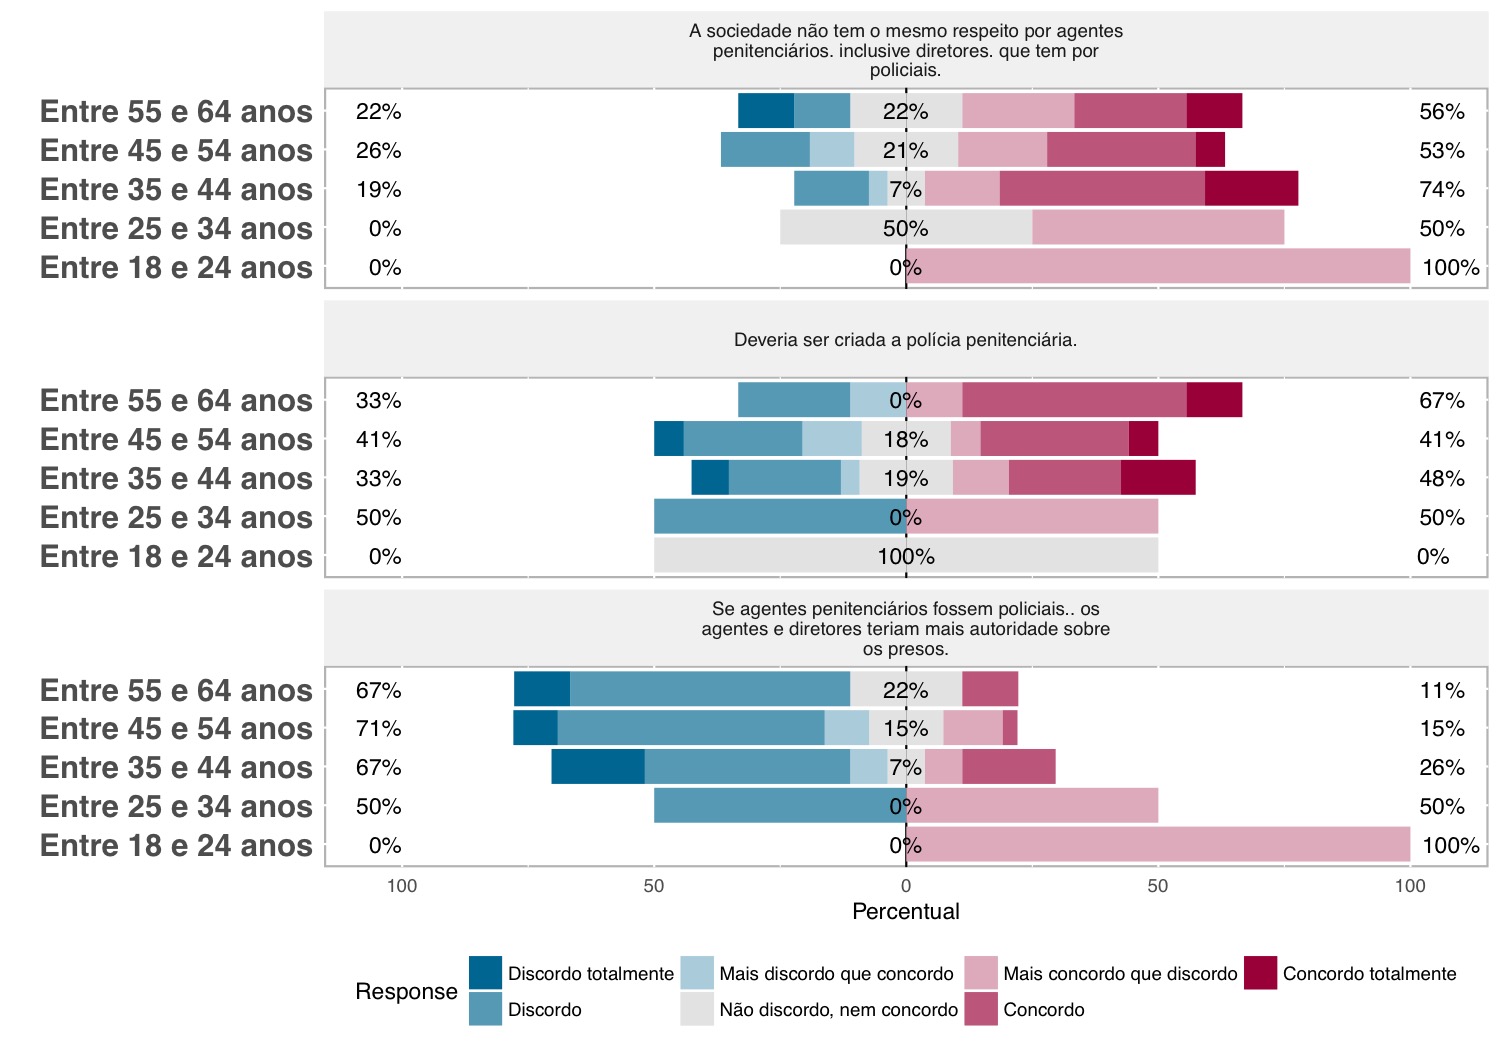 A sociedade não tem o mesmo respeito por agentes
penitenciários. inclusive diretores. que tem por
policiais.
Entre 55 e 64 anos 22% 22% 56%
Entre 45 e 54 anos 26% 21% 53%
Entre 35 e 44 anos 19% 7% 74%
Entre 25 e 34 anos 0% 50% 50%
Entre 18 e 24 anos 0% 0% 100%
Deveria ser criada a polícia penitenciária.
Entre 55 e 64 anos 33% 0% 67%
Entre 45 e 54 anos 41% 18% 41%
Entre 35 e 44 anos 33% 19% 48%
Entre 25 e 34 anos 50% 0% 50%
Entre 18 e 24 anos 0% 100% 0%
Se agentes penitenciários fossem policiais.. os
agentes e diretores teriam mais autoridade sobre
os presos.
Entre 55 e 64 anos 67% 22% 11%
Entre 45 e 54 anos 71% 15% 15%
Entre 35 e 44 anos 67% 7% 26%
Entre 25 e 34 anos 50% 0% 50%
Entre 18 e 24 anos 0% 0% 100%
100 50 0 50 100
Percentual
Response
Discordo totalmente Mais discordo que concordo Mais concordo que discordo Concordo totalmente
Discordo Não discordo, nem concordo Concordo